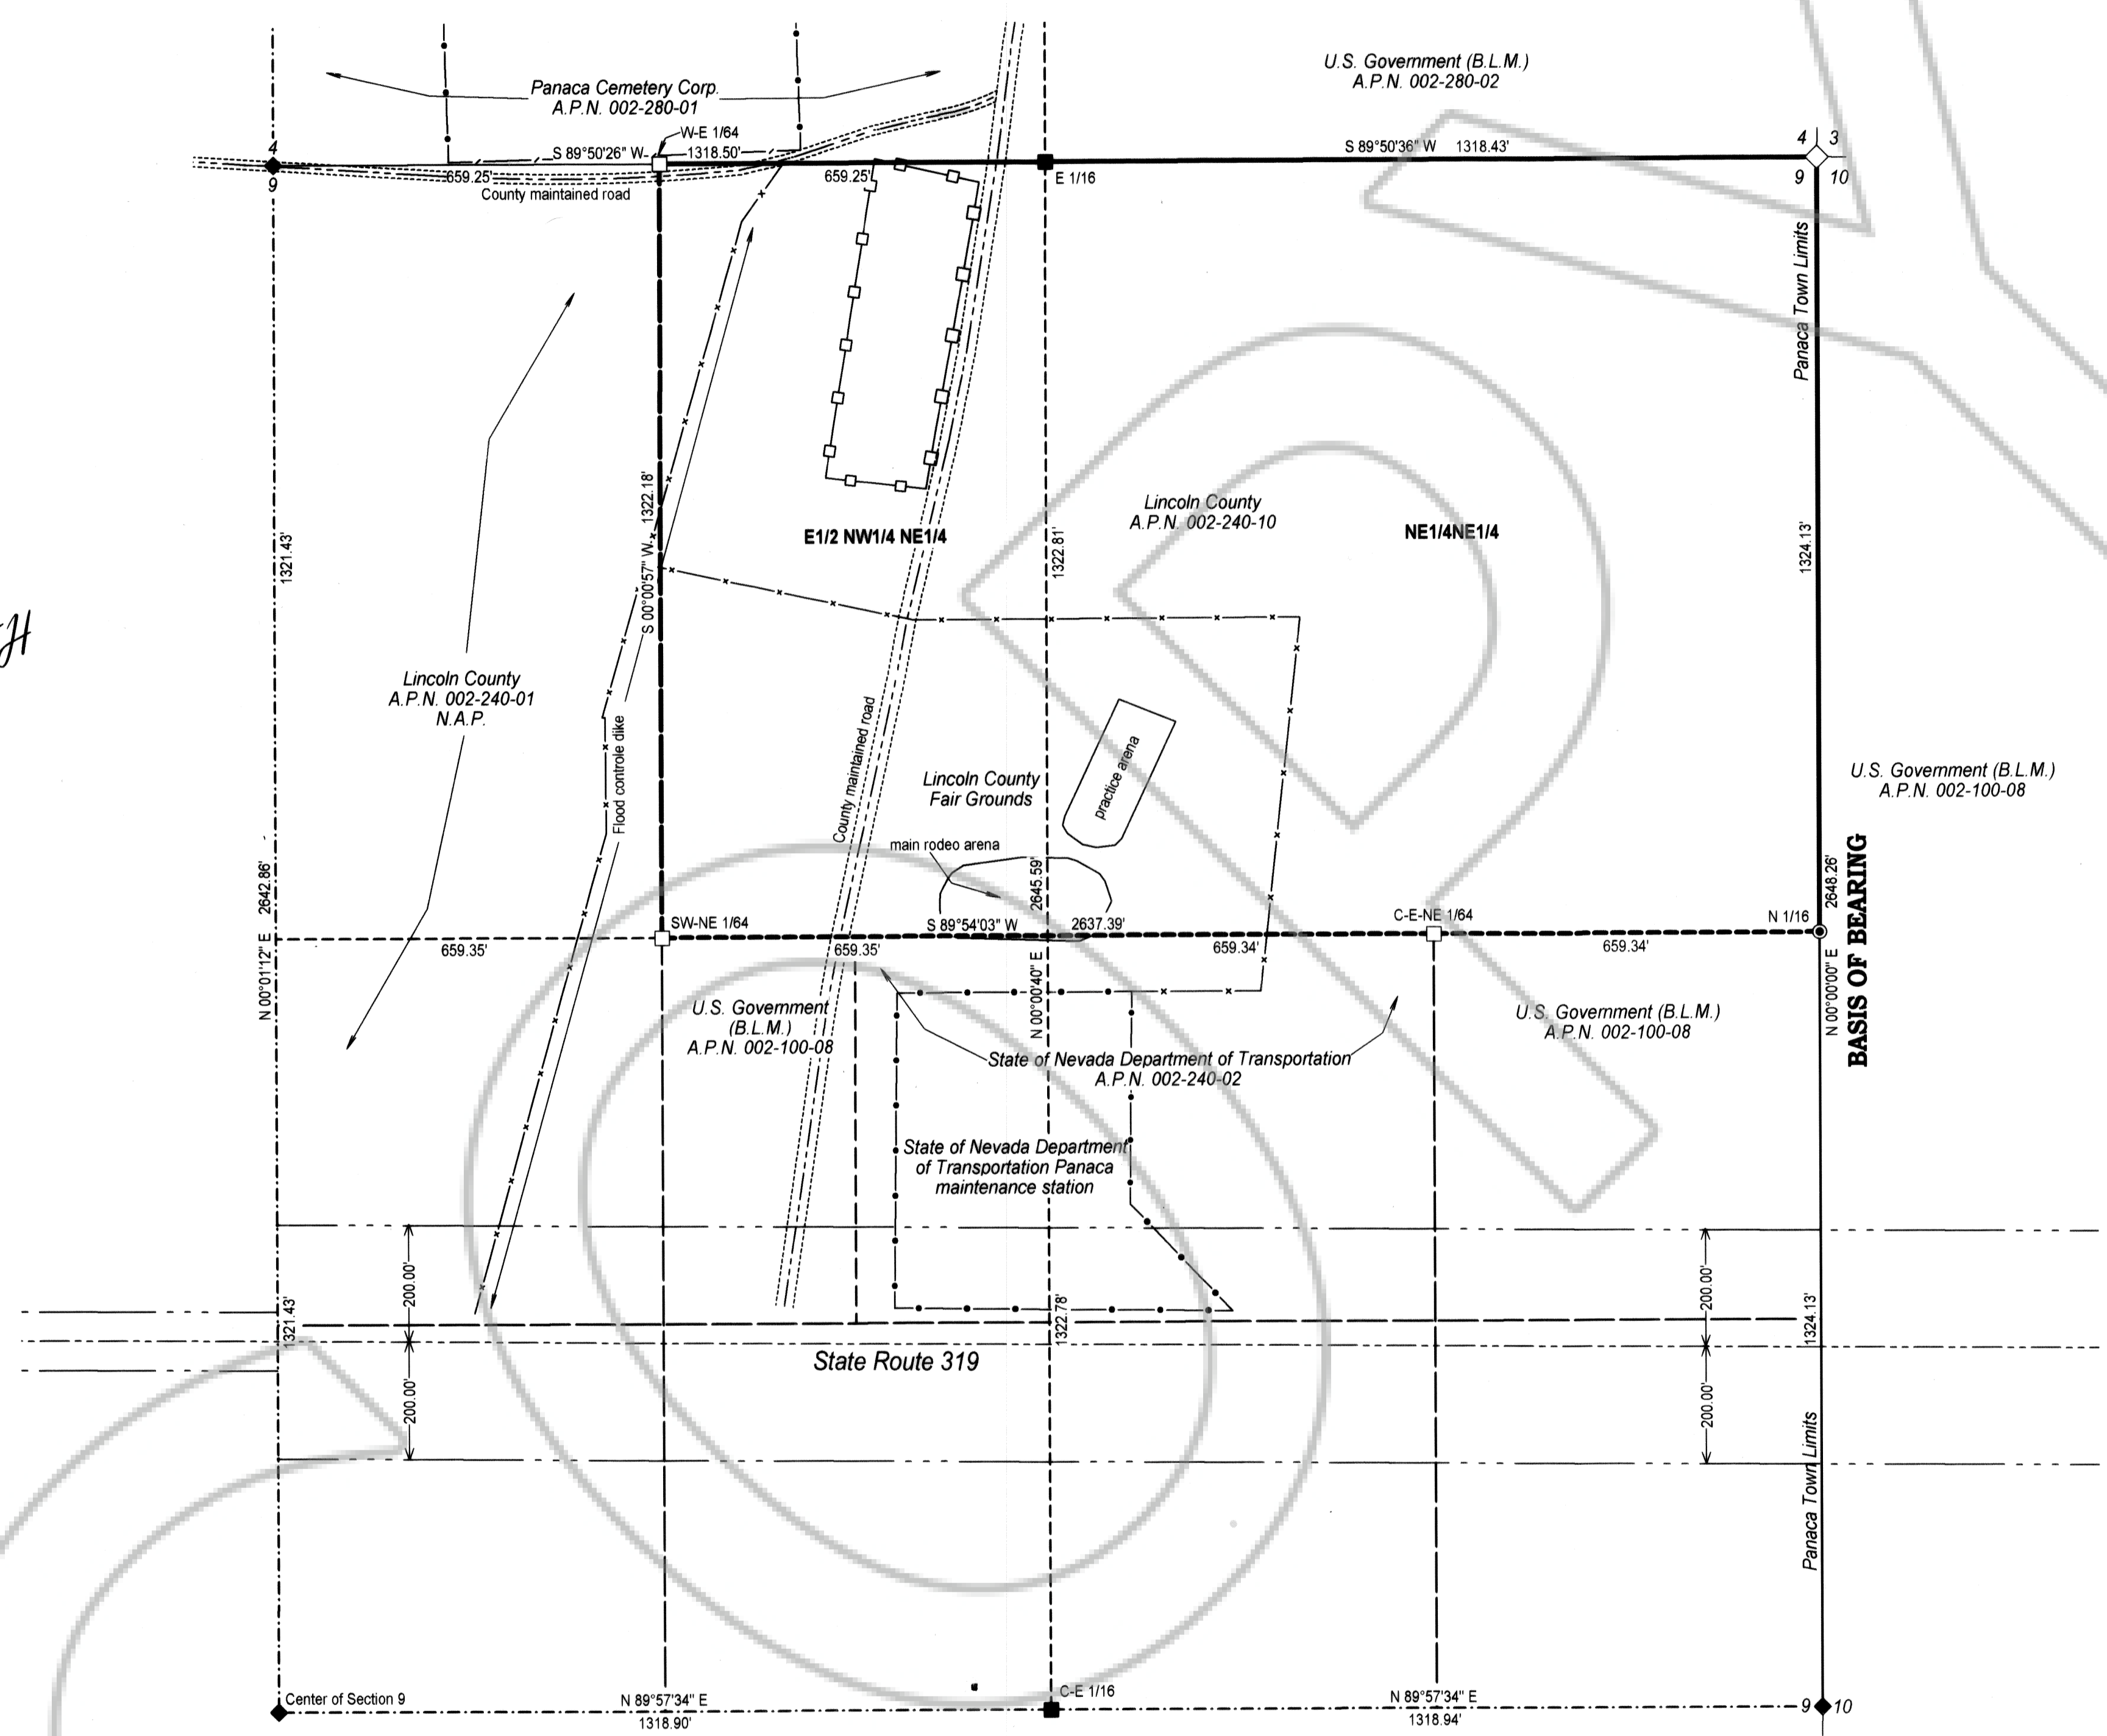 U.S. Government (B.L.M.)
A.P.N. 002-280-02
Panaca Cemetery Corp.
A.P.N. 002-280-01
W-E 1/64
4
9
S 89°50'26" W
1318.50'
S 89°50'36" W 1318.43'
4 3
9 10
659.25'
659.25'
E 1/16
County maintained road
Panaca Town Limits
S 00°00'57" W 1322.18'
1321.43'
1322.81'
1324.13'
Lincoln County
A.P.N. 002-240-10
E1/2 NW1/4 NE1/4
NE1/4NE1/4
Lincoln County
A.P.N. 002-240-01
N.A.P.
Flood controle dike
County maintained road
Lincoln County
Fair Grounds
practice arena
main rodeo arena
U.S. Government (B.L.M.)
A.P.N. 002-100-08
N 00°01'12" E 2642.86'
N 00°00'40" E 2645.59'
N 00°00'00" E 2648.26'
BASIS OF BEARING
SW-NE 1/64
S 89°54'03" W
2637.39'
C-E-NE 1/64
N 1/16
659.35'
659.35'
659.34'
659.34'
U.S. Government
(B.L.M.)
A.P.N. 002-100-08
U.S. Government (B.L.M.)
A.P.N. 002-100-08
State of Nevada Department of Transportation
A.P.N. 002-240-02
State of Nevada Department
of Transportation Panaca
maintenance station
200.00'
200.00'
1321.43'
1322.78'
1324.13'
State Route 319
200.00'
200.00'
Panaca Town Limits
Center of Section 9
N 89°57'34" E
1318.90'
C-E 1/16
N 89°57'34" E
1318.94'
9 10